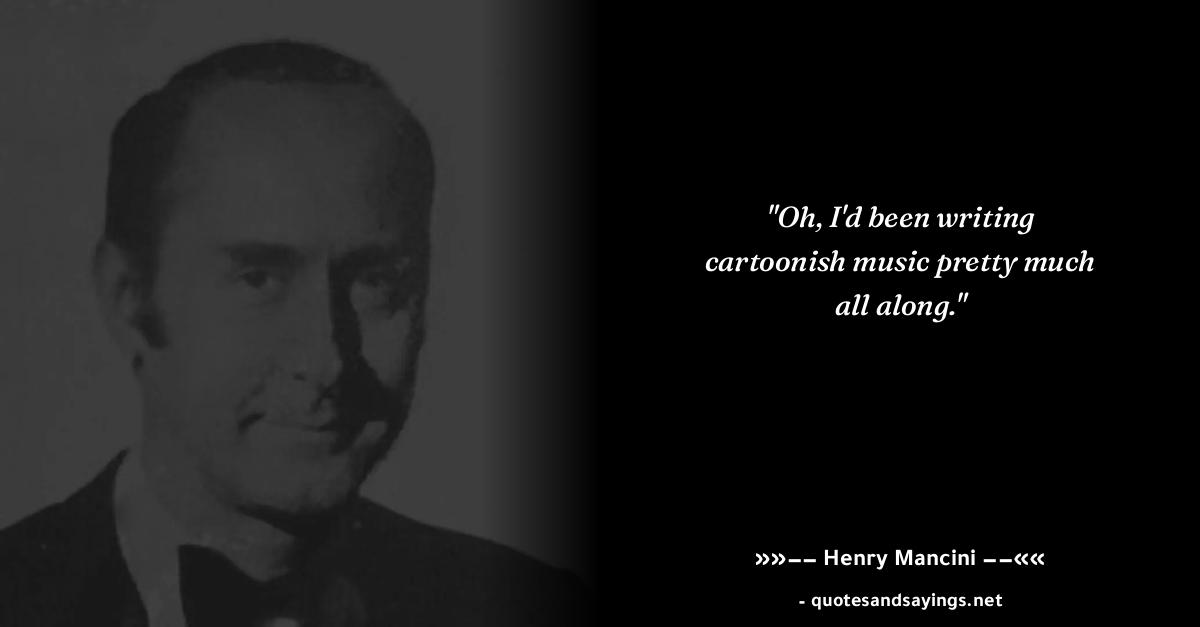 "Oh, I'd been writing
cartoonish music pretty much
all along."
»»−− Henry Mancini −−««
- quotesandsayings.net